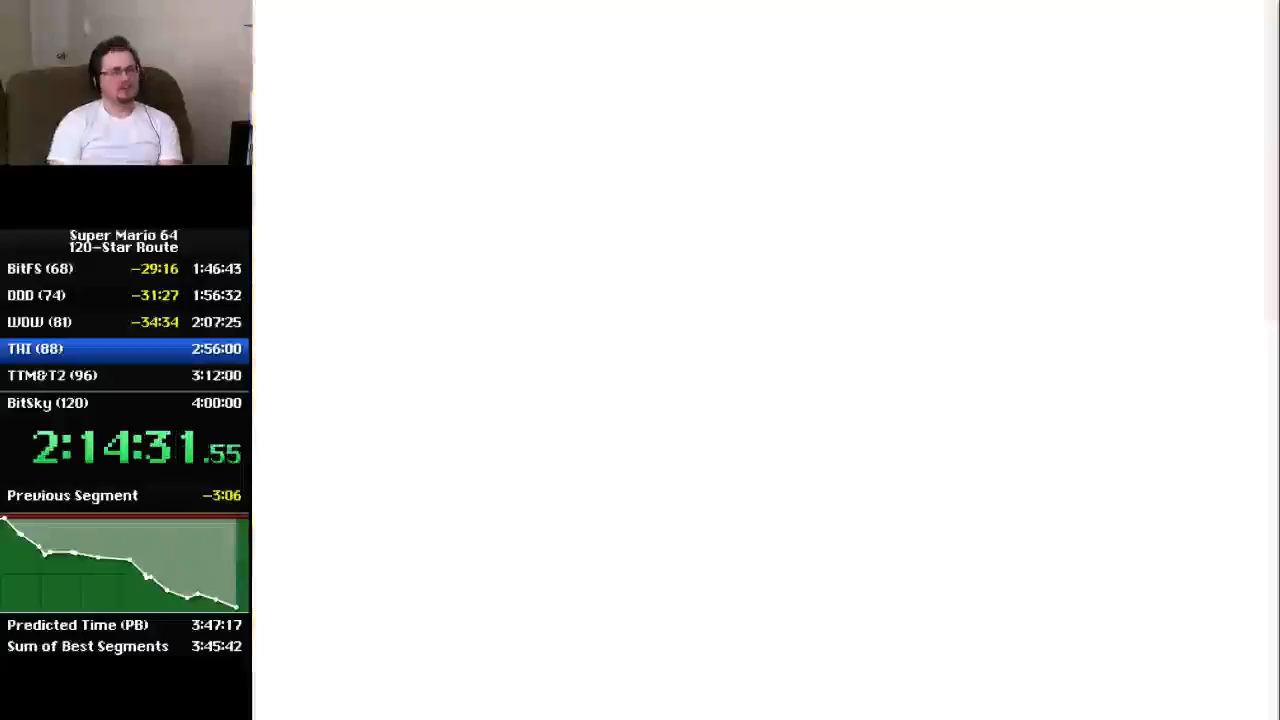 Super Mario 64
120-Star Route
BitFS (68) -29:16 1:46:43
DDD (74) -31:27 1:56:32
WDW (81) -34:34 2:07:25
THI (88) 2:56:00
TTM&T2 (96) 3:12:00
BitSky (120) 4:00:00
2:14:31.55
Previous Segment -3:06
Predicted Time (PB) 3:47:17
Sum of Best Segments 3:45:42